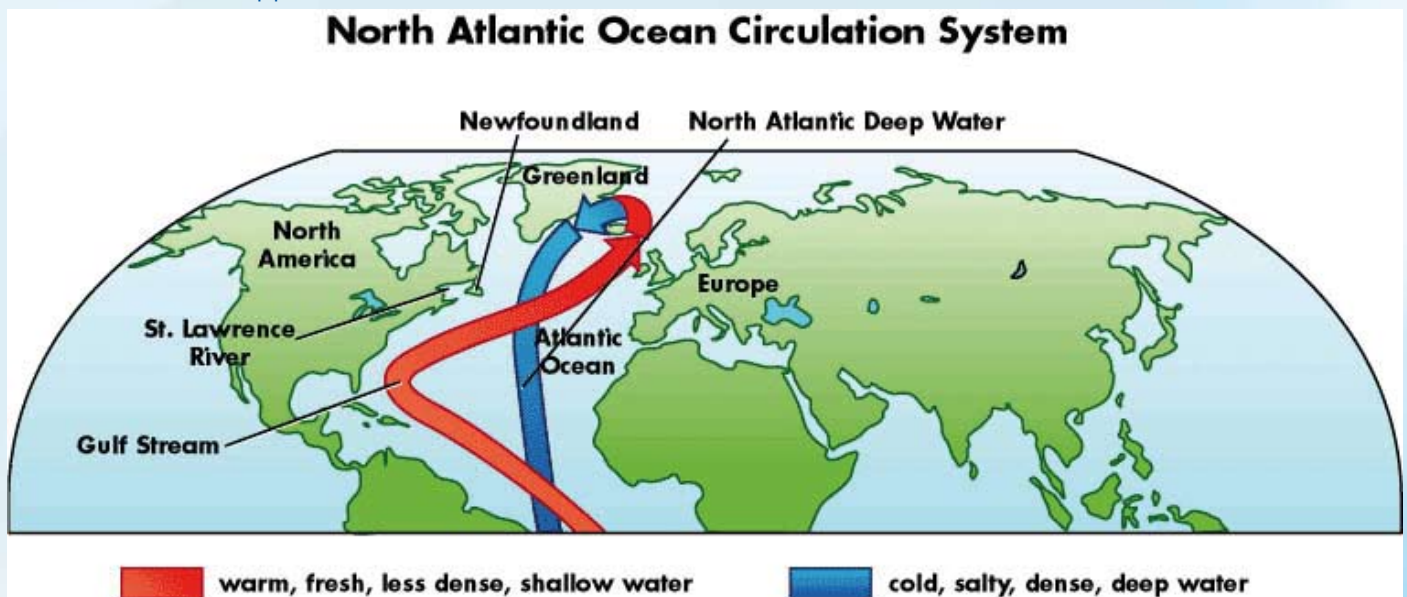 North Atlantic Ocean Circulation System
Newfoundland
North Atlantic Deep Water
Greenland
North
America
Europe
St. Lawrence
River
Atlantic
Ocean
Gulf Stream
warm, fresh, less dense, shallow water
cold, salty, dense, deep water